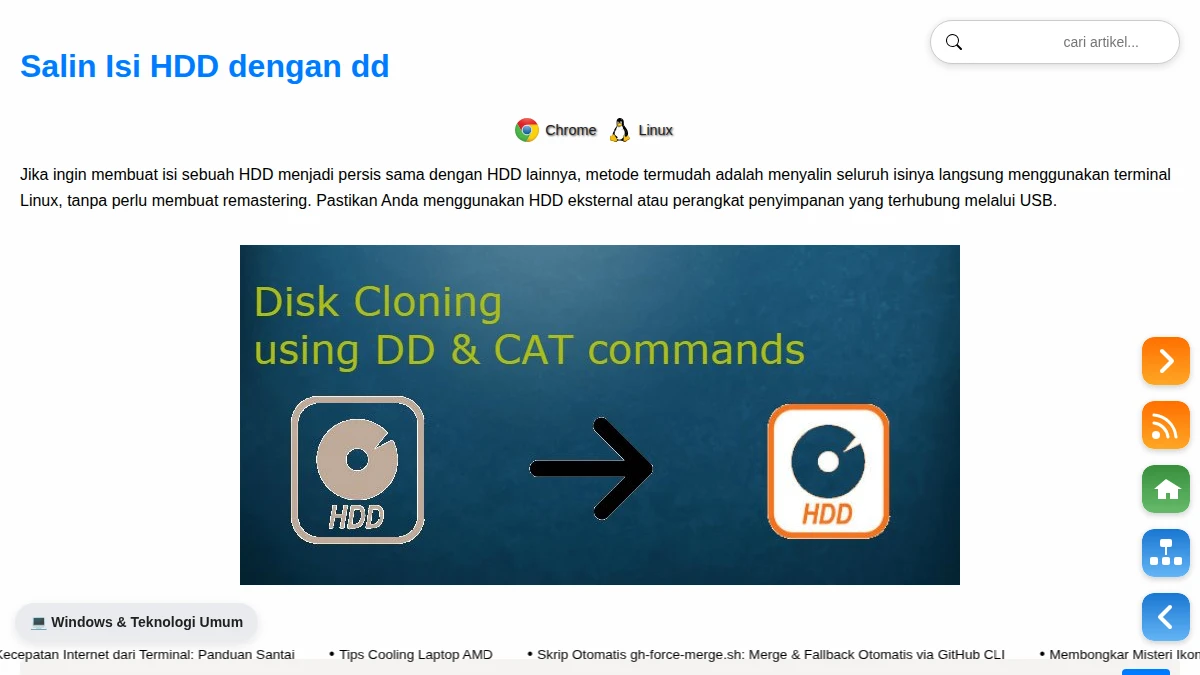 cari artikel...
Salin Isi HDD dengan dd
Chrome Linux
Jika ingin membuat isi sebuah HDD menjadi persis sama dengan HDD lainnya, metode termudah adalah menyalin seluruh isinya langsung menggunakan terminal
Linux, tanpa perlu membuat remastering. Pastikan Anda menggunakan HDD eksternal atau perangkat penyimpanan yang terhubung melalui USB.
Disk Cloning
using DD & CAT commands
HDD HDD
💻 Windows & Teknologi Umum
Kecepatan Internet dari Terminal: Panduan Santai • Tips Cooling Laptop AMD • Skrip Otomatis gh-force-merge.sh: Merge & Fallback Otomatis via GitHub CLI • Membongkar Misteri Ikon